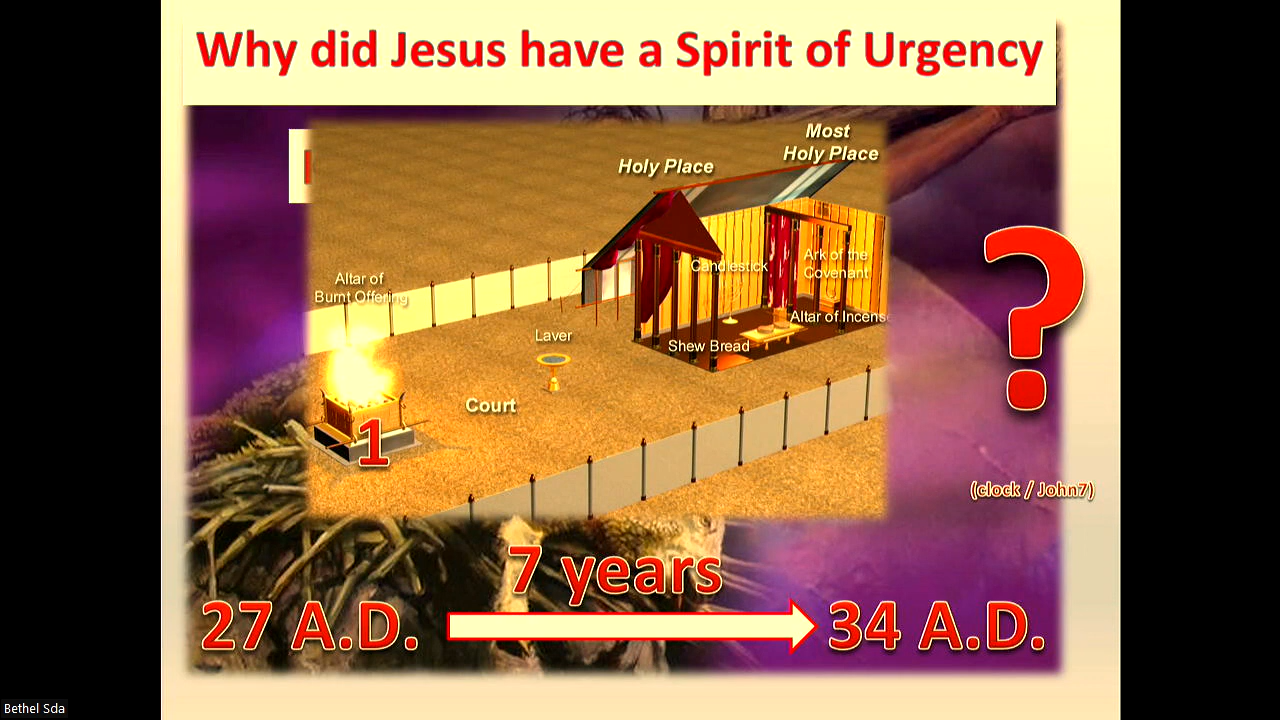 Why did Jesus have a Spirit of Urgency
Most
Holy Place
Holy Place
Candlestick
Ark of the
Covenant
Altar of
Burnt Offering
Altar of Incense
Laver
Shew Bread
Court
1
?
(clock / John7)
7 years
27 A.D.
34 A.D.
Bethel Sda